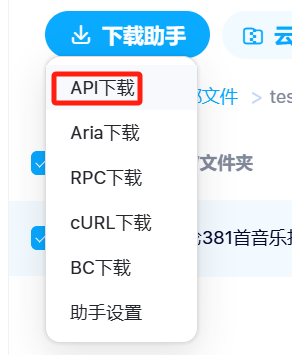 下载助手
云
API下载
文件 > tes
Aria下载
文件夹
RPC下载
cURL下载
381首音乐
BC下载
助手设置